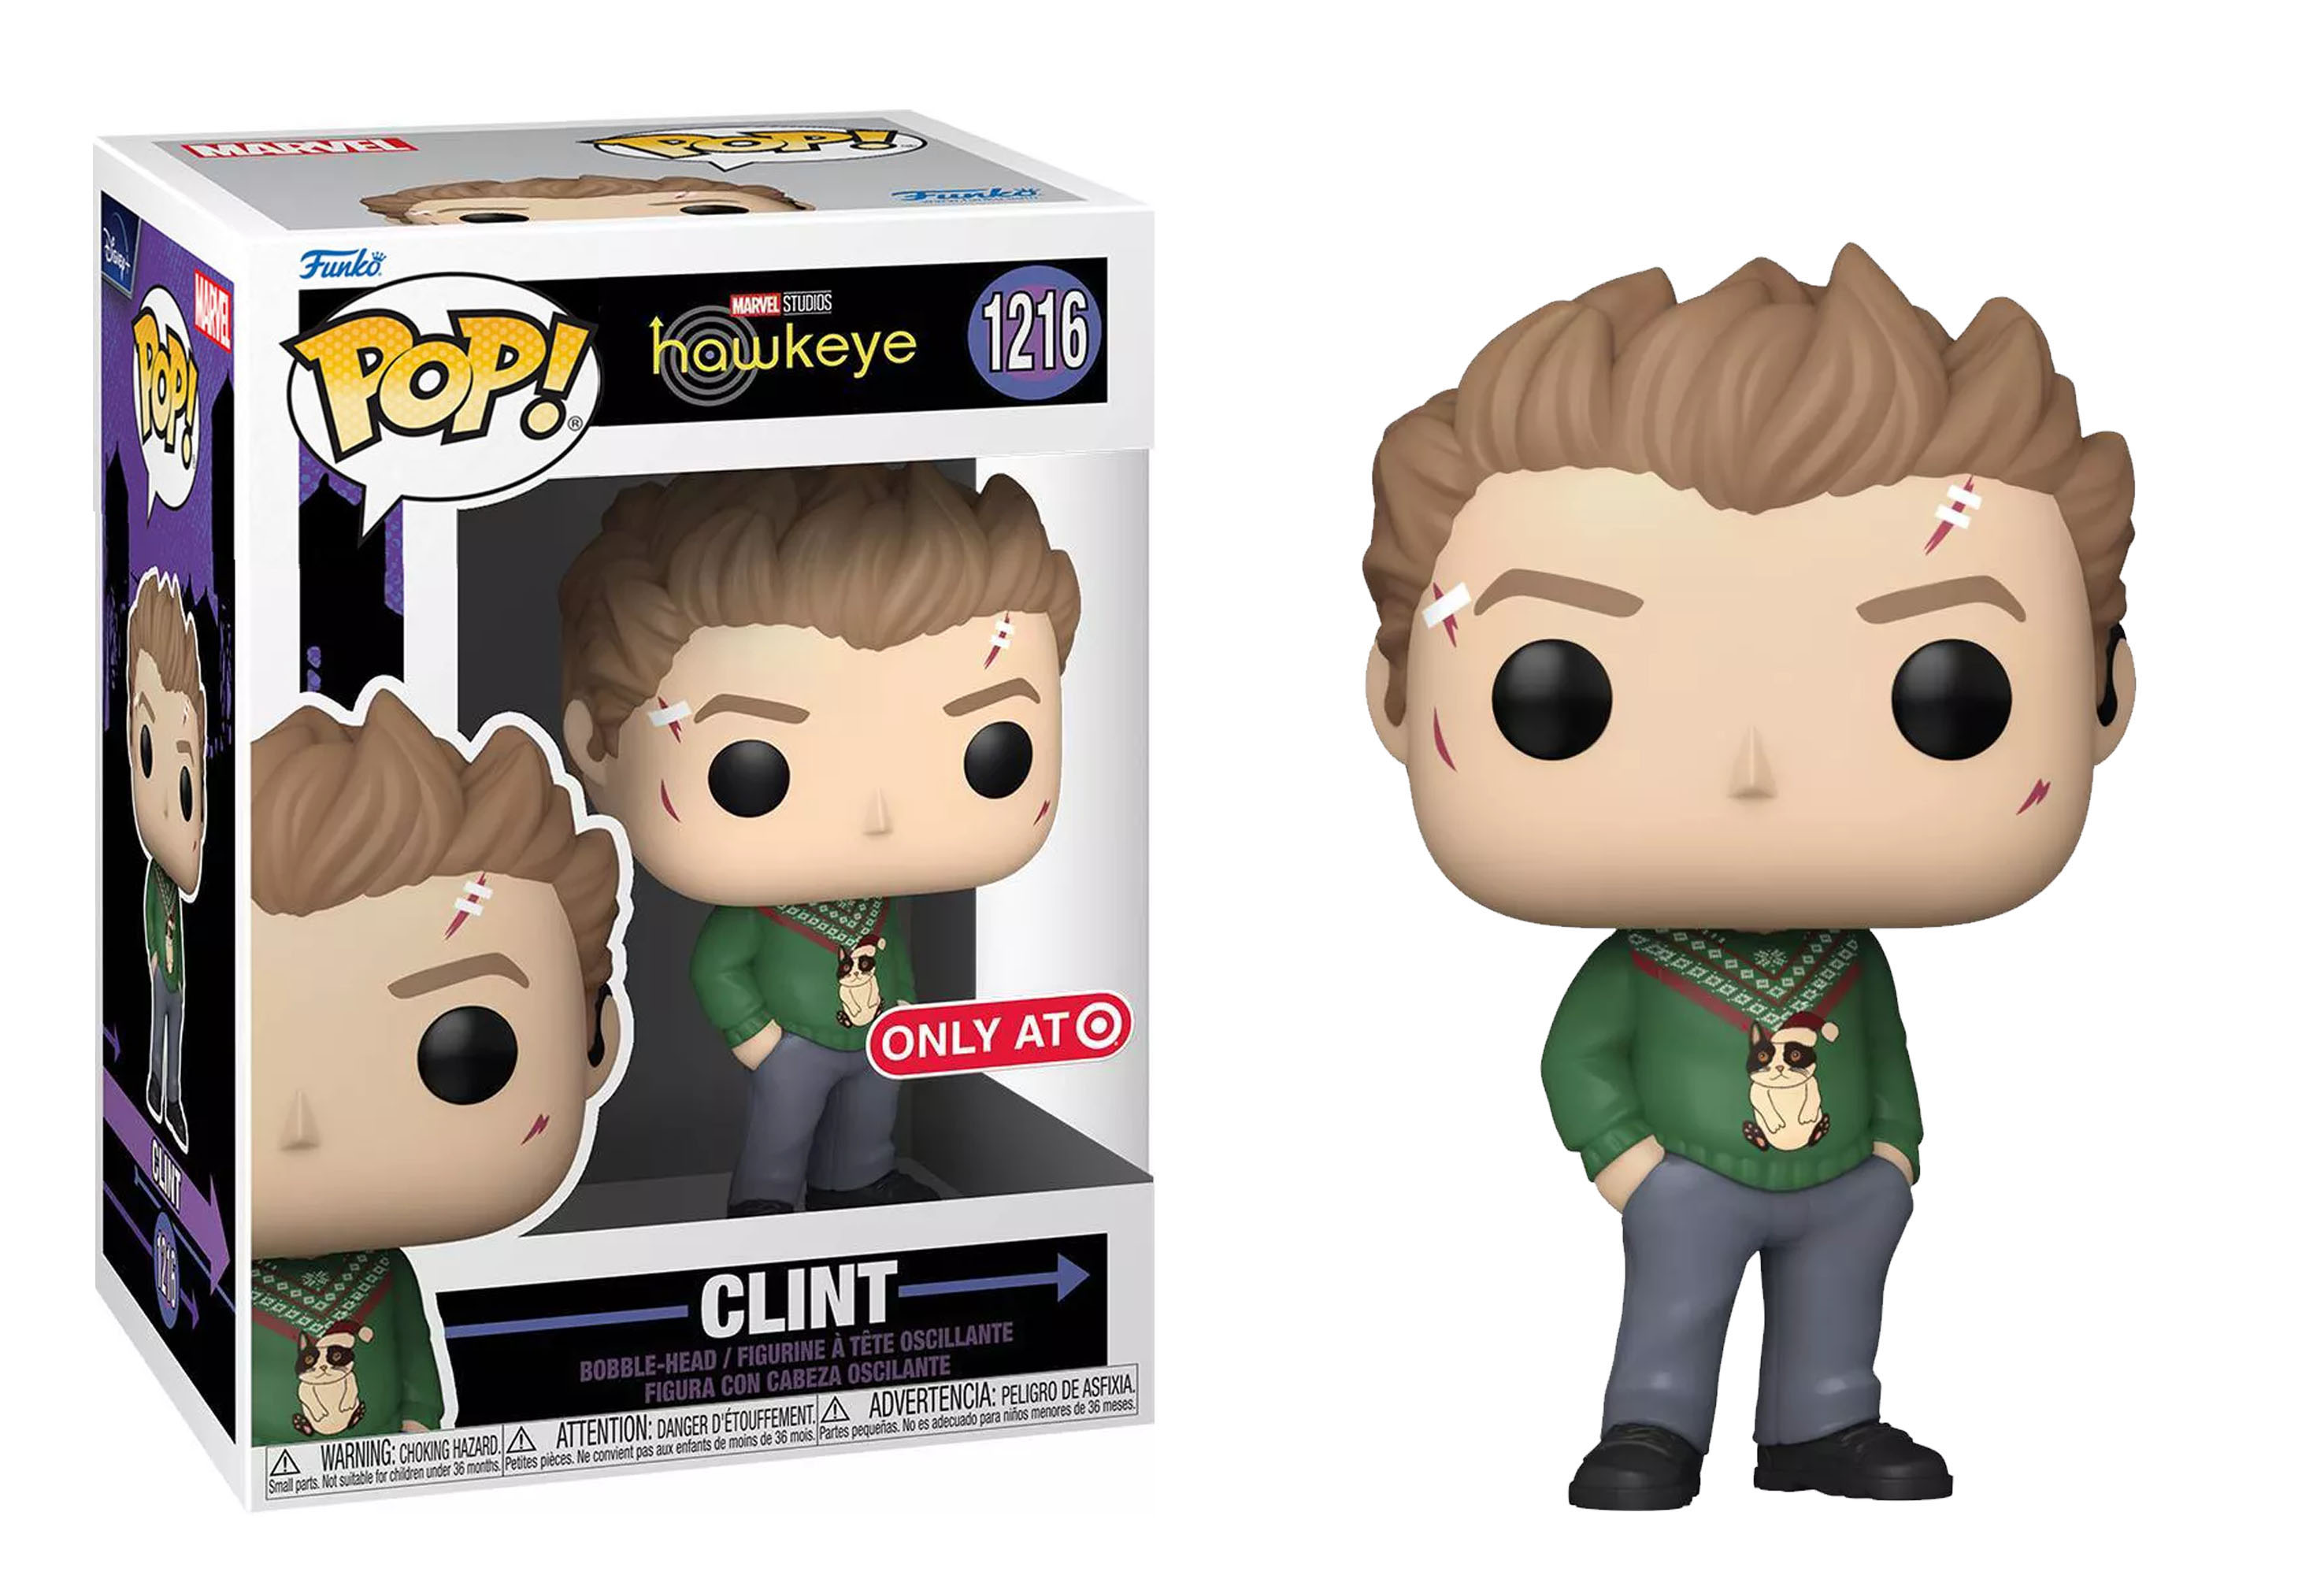 MARVEL
POP!
Funko
Disney+
MARVEL
POP!
CLINT
1216
Funko
POP!®
MARVEL STUDIOS
hawkeye
1216
ONLY AT
CLINT
BOBBLE-HEAD / FIGURINE À TÊTE OSCILLANTE
FIGURA CON CABEZA OSCILANTE
WARNING: CHOKING HAZARD.
Small parts. Not suitable for children under 36 months.
ATTENTION: DANGER D'ÉTOUFFEMENT.
Petites pièces. Ne convient pas aux enfants de moins de 36 mois.
ADVERTENCIA: PELIGRO DE ASFIXIA.
Partes pequeñas. No es adecuado para niños menores de 36 meses.